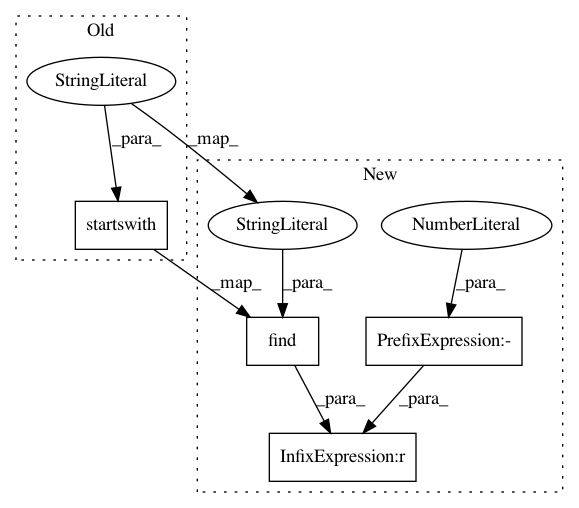 Old
StringLiteral
_para_
_map_
New
startswith
StringLiteral
NumberLiteral
_map_
_para_
_para_
find
PrefixExpression:-
_para_
_para_
InfixExpression:r